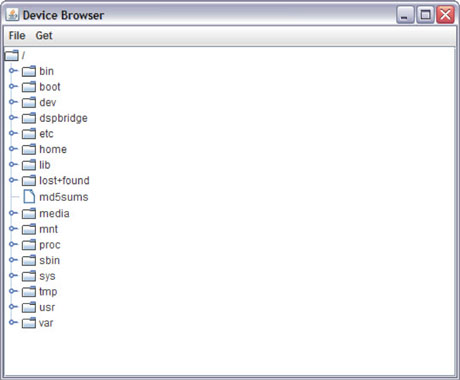 Device Browser
File Get
/
bin
boot
dev
dspbridge
etc
home
lib
lost+found
md5sums
media
mnt
proc
sbin
sys
tmp
usr
var